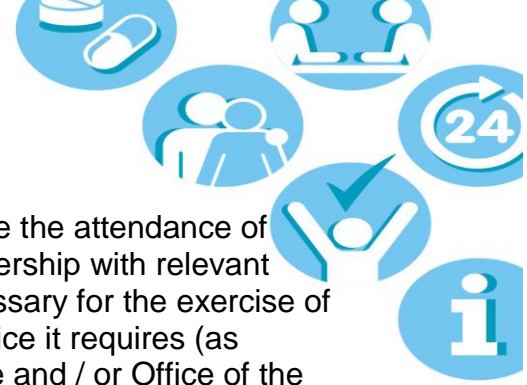 24
e the attendance of
ership with relevant
ssary for the exercise of
ice it requires (as
e and / or Office of the
i